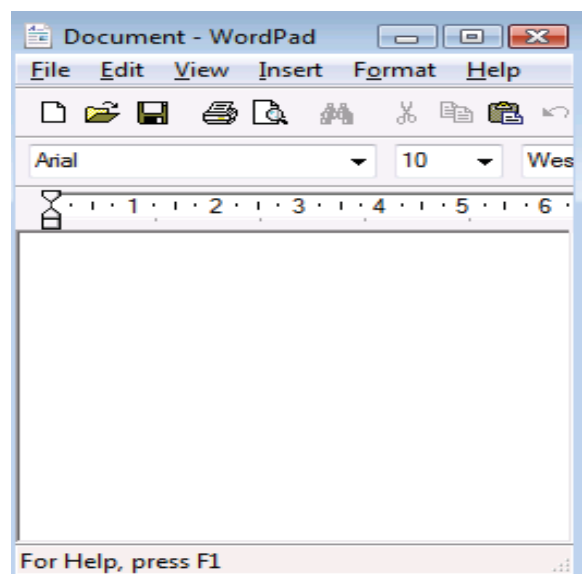 Document - WordPad
File Edit View Insert Format Help
Arial 10 Wes
1 2 3 4 5 6
For Help, press F1